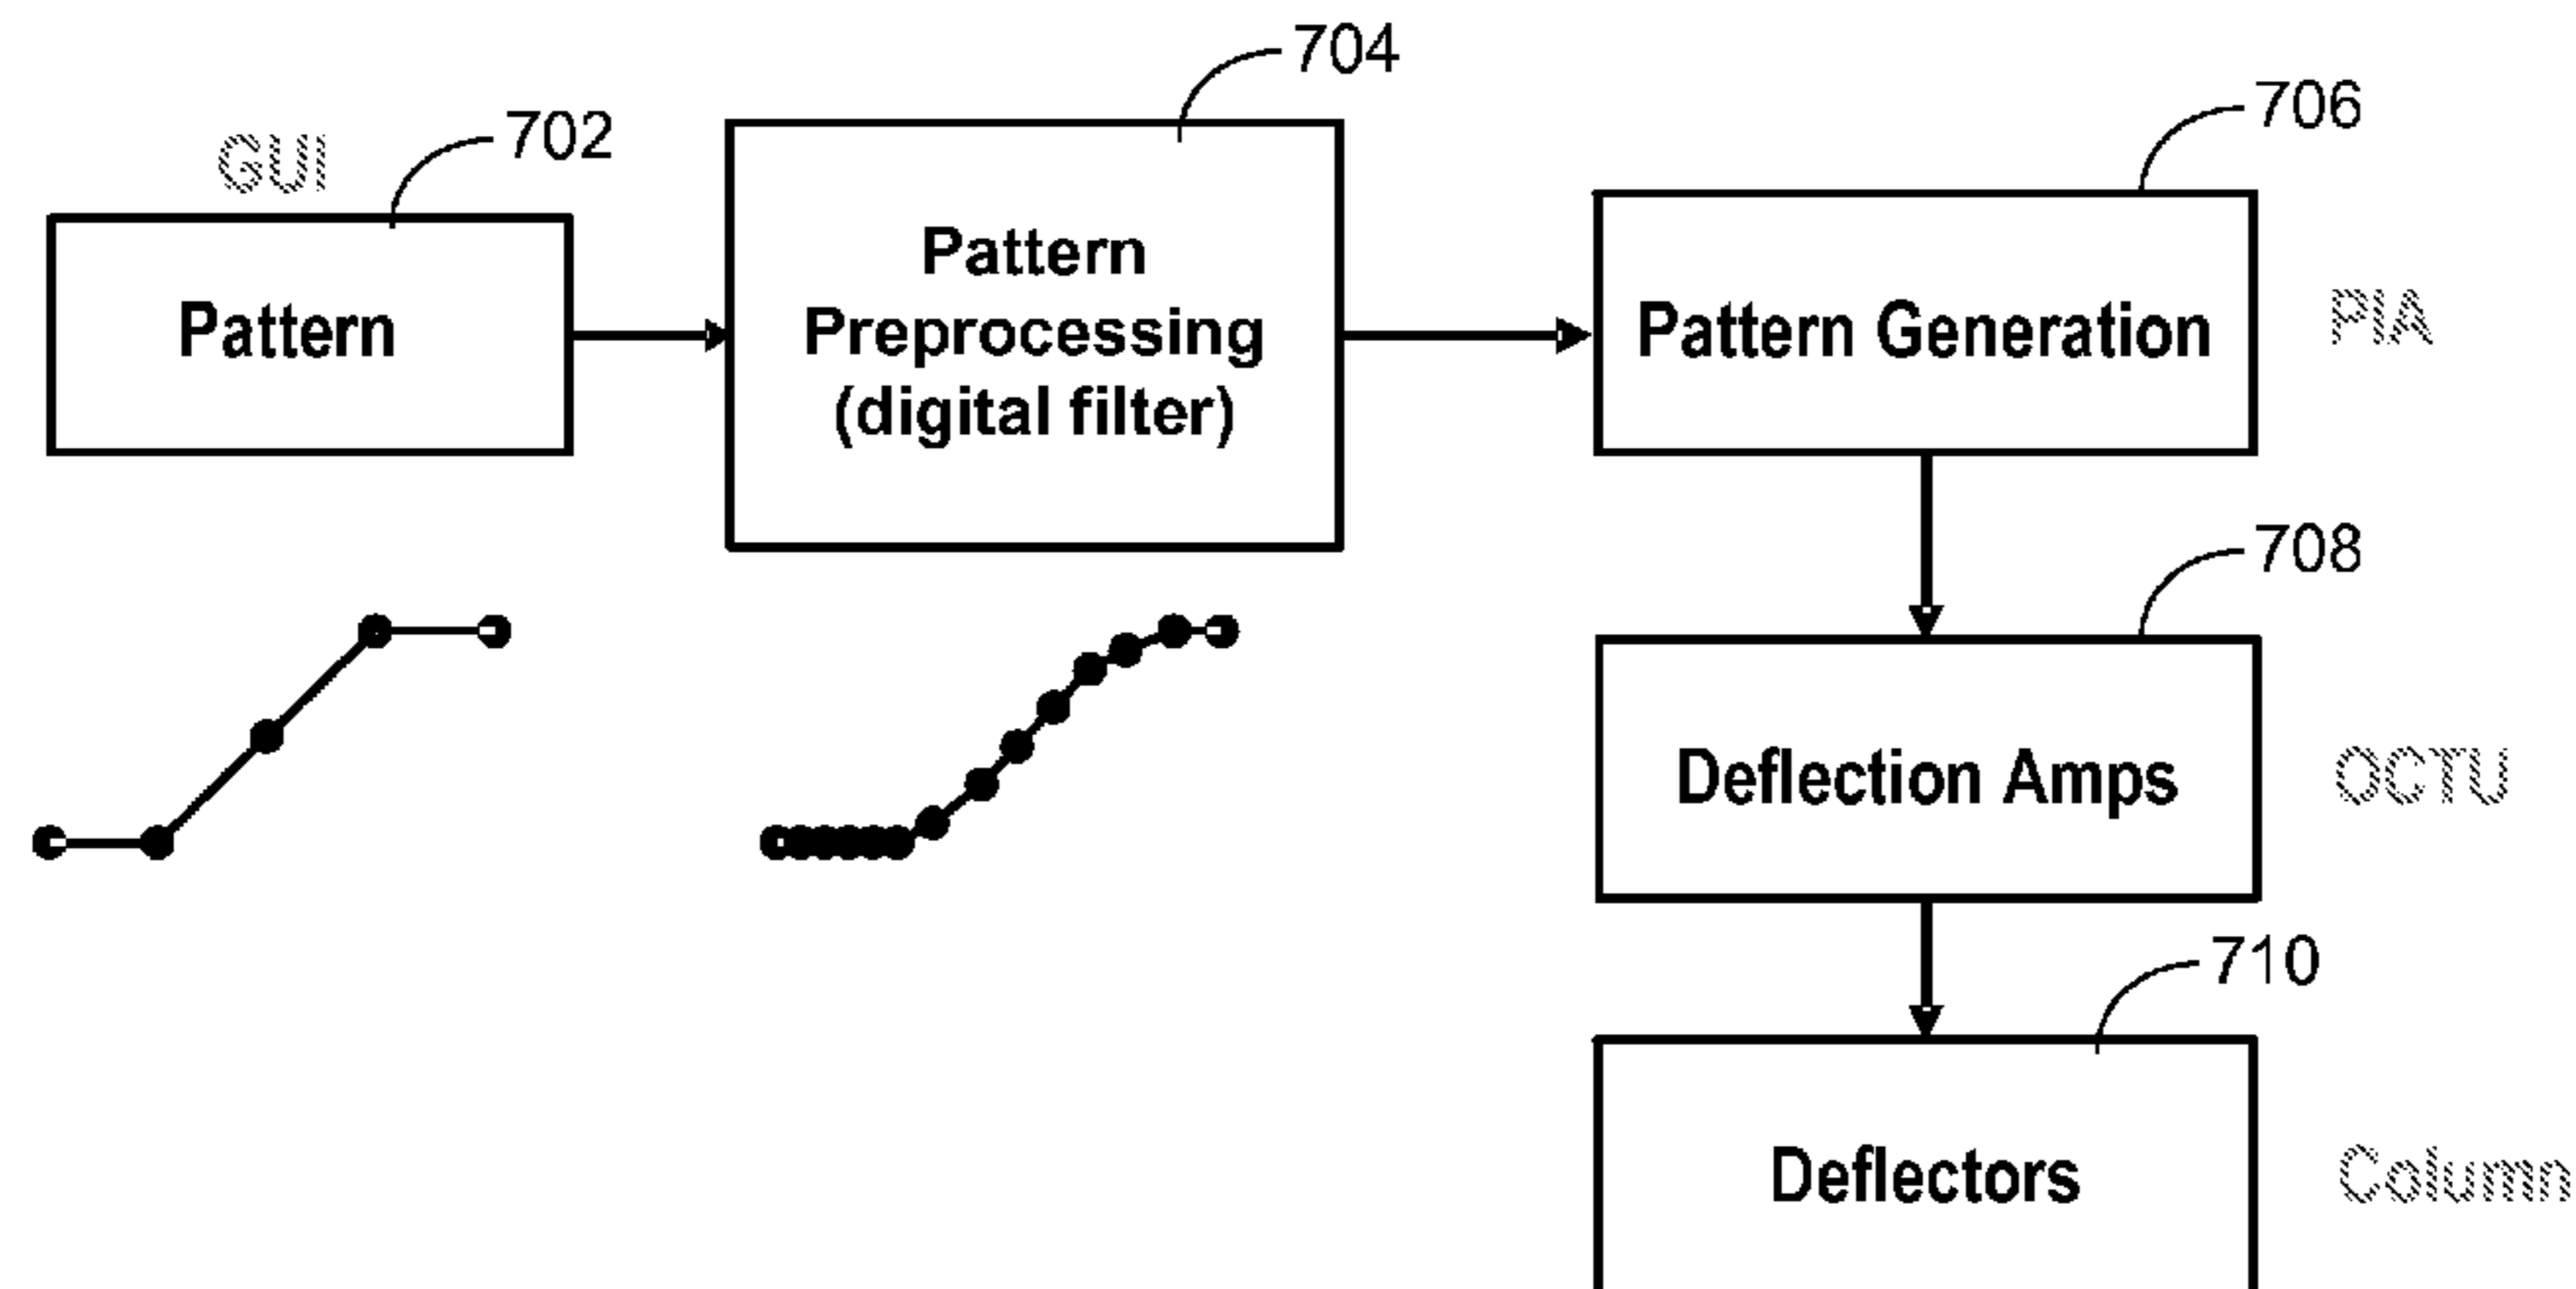 704
706
702
GUI
Pattern
Pattern
Preprocessing
(digital filter)
Pattern Generation
PIA
708
Deflection Amps
OCTU
710
Deflectors
Column